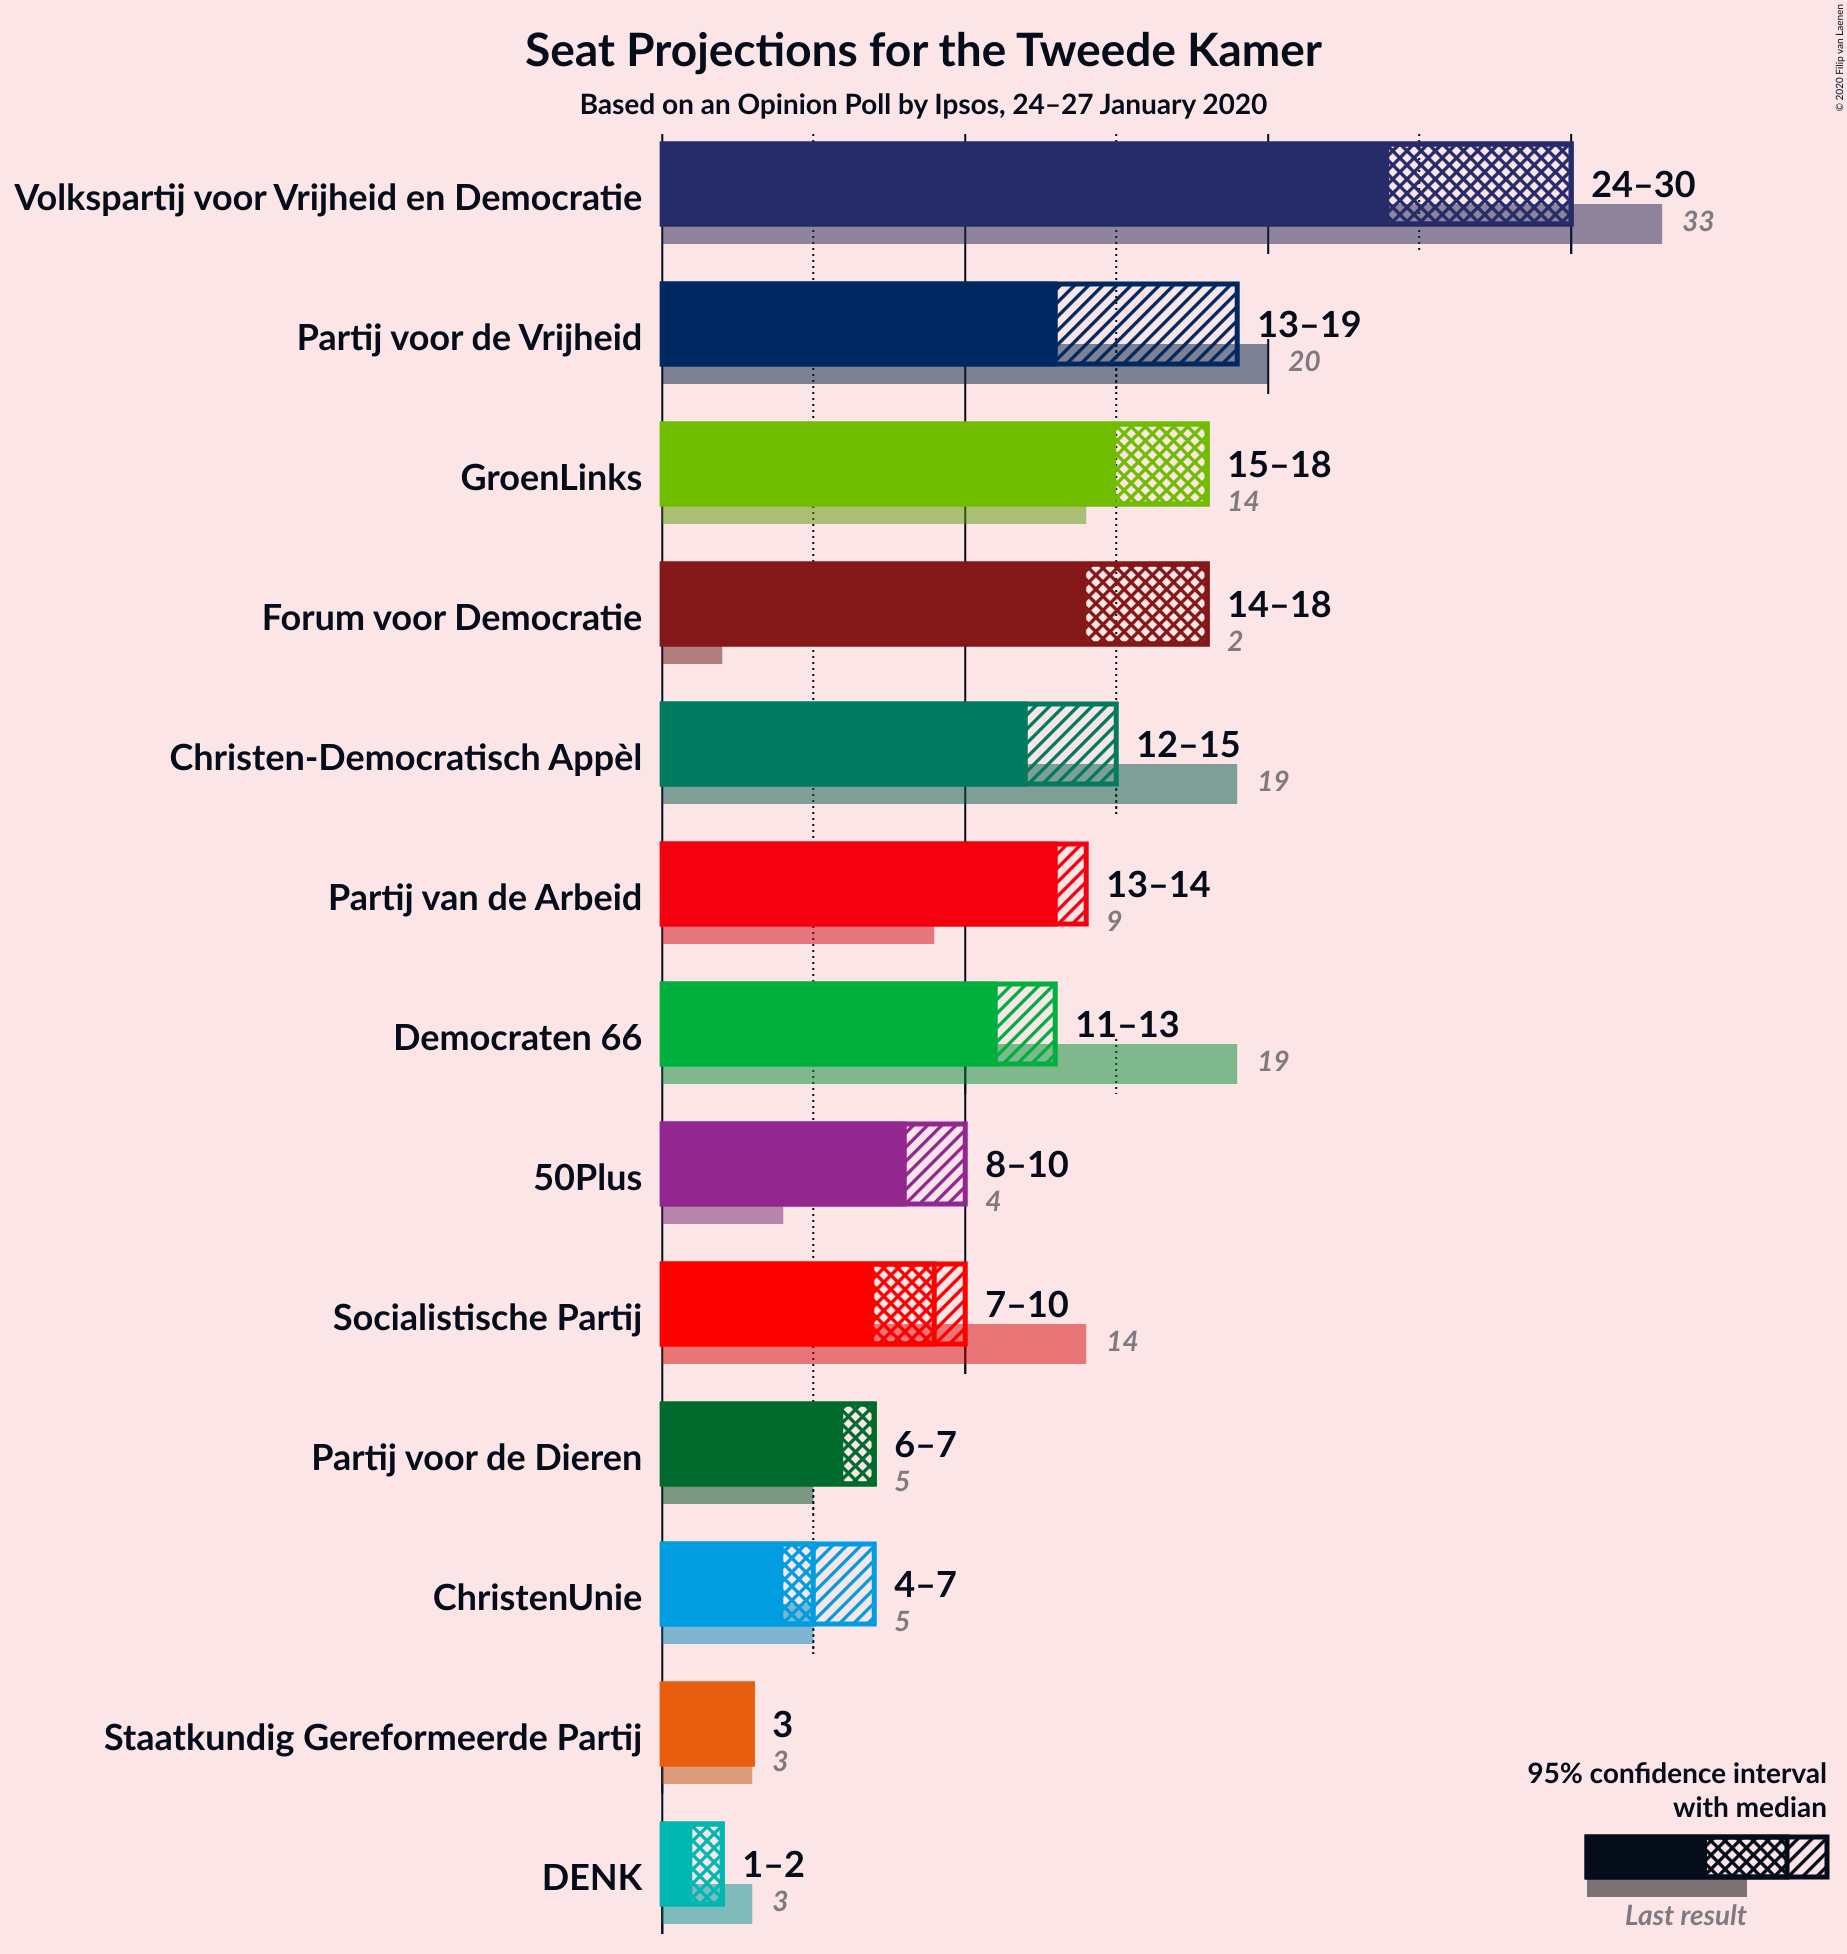 Seat Projections for the Tweede Kamer
Based on an Opinion Poll by Ipsos, 24–27 January 2020
© 2020 Filip van Laenen
Volkspartij voor Vrijheid en Democratie
24–30
33
Partij voor de Vrijheid
13–19
20
GroenLinks
15–18
14
Forum voor Democratie
14–18
2
Christen-Democratisch Appèl
12–15
19
Partij van de Arbeid
13–14
9
Democraten 66
11–13
19
50Plus
8–10
4
Socialistische Partij
7–10
14
Partij voor de Dieren
6–7
5
ChristenUnie
4–7
5
Staatkundig Gereformeerde Partij
3
3
DENK
1–2
3
95% confidence interval
with median
Last result